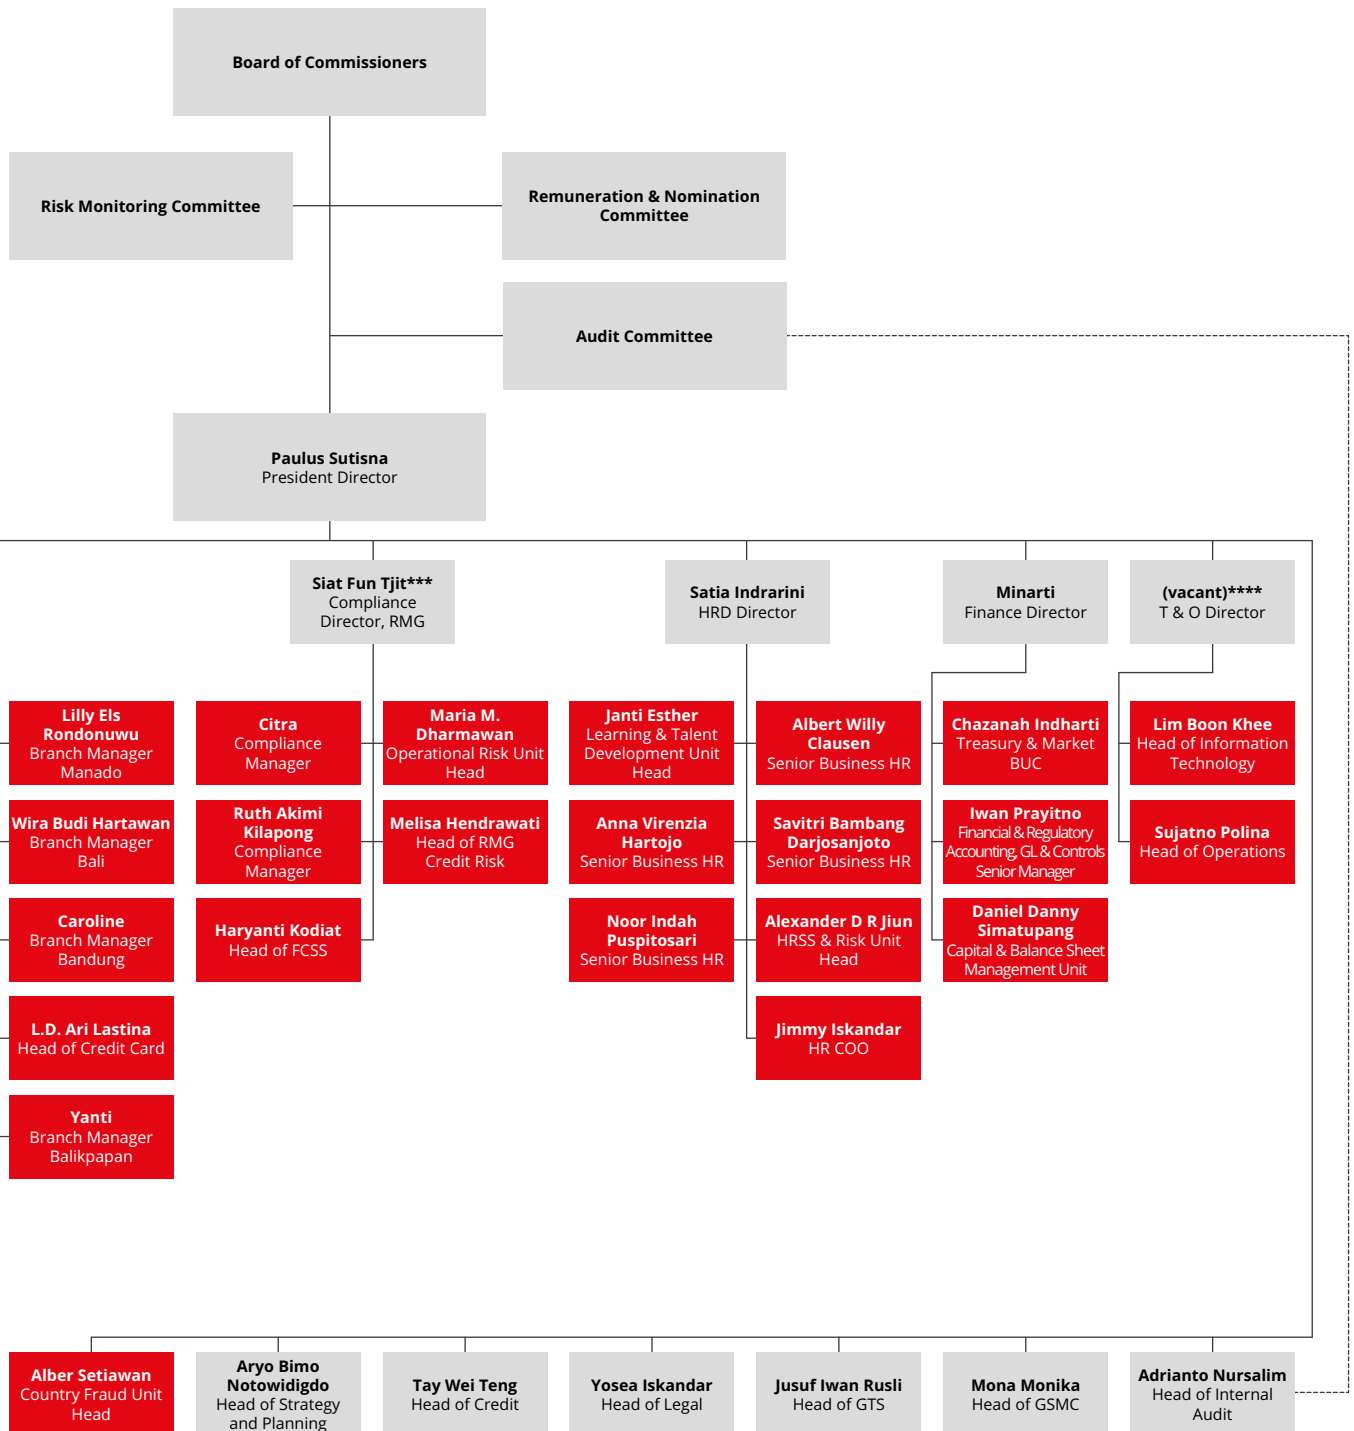 Board of Commissioners
Risk Monitoring Committee
Remuneration & Nomination
Committee
Audit Committee
Paulus Sutisna
President Director
Siat Fun Tjit***
Compliance
Director, RMG
Satia Indrarini
HRD Director
Minarti
Finance Director
(vacant)****
T & O Director
Lilly Els
Rondonuwu
Branch Manager
Manado
Citra
Compliance
Manager
Maria M.
Dharmawan
Operational Risk Unit
Head
Janti Esther
Learning & Talent
Development Unit
Head
Albert Willy
Clausen
Senior Business HR
Chazanah Indharti
Treasury & Market
BUC
Lim Boon Khee
Head of Information
Technology
Wira Budi Hartawan
Branch Manager
Bali
Ruth Akimi
Kilapong
Compliance
Manager
Melisa Hendrawati
Head of RMG
Credit Risk
Anna Virenzia
Hartojo
Senior Business HR
Savitri Bambang
Darjosanjoto
Senior Business HR
Iwan Prayitno
Financial & Regulatory
Accounting, GL & Controls
Senior Manager
Sujatno Polina
Head of Operations
Caroline
Branch Manager
Bandung
Haryanti Kodiat
Head of FCSS
Noor Indah
Puspitosari
Senior Business HR
Alexander D R Jiun
HRSS & Risk Unit
Head
Daniel Danny
Simatupang
Capital & Balance Sheet
Management Unit
L.D. Ari Lastina
Head of Credit Card
Jimmy Iskandar
HR COO
Yanti
Branch Manager
Balikpapan
Alber Setiawan
Country Fraud Unit
Head
Aryo Bimo
Notowidigdo
Head of Strategy
and Planning
Tay Wei Teng
Head of Credit
Yosea Iskandar
Head of Legal
Jusuf Iwan Rusli
Head of GTS
Mona Monika
Head of GSMC
Adrianto Nursalim
Head of Internal
Audit